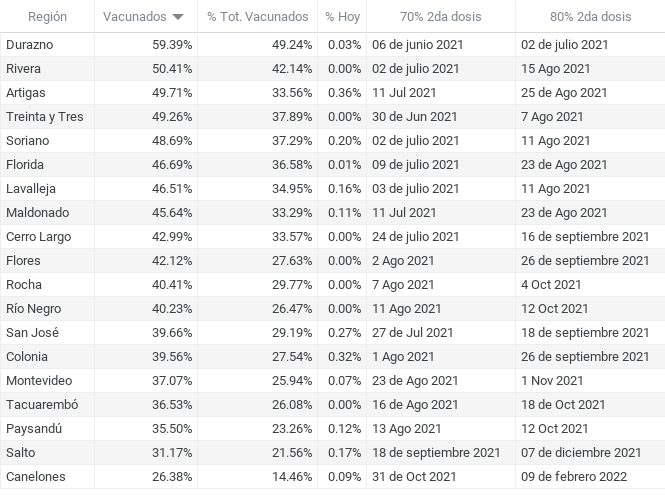 Región Vacunados % Tot. Vacunados % Hoy 70% 2da dosis 80% 2da dosis
Durazno 59.39% 49.24% 0.03% 06 de junio 2021 02 de julio 2021
Rivera 50.41% 42.14% 0.00% 02 de julio 2021 15 Ago 2021
Artigas 49.71% 33.56% 0.36% 11 Jul 2021 25 de Ago 2021
Treinta y Tres 49.26% 37.89% 0.00% 30 de Jun 2021 7 Ago 2021
Soriano 48.69% 37.29% 0.20% 02 de julio 2021 11 Ago 2021
Florida 46.69% 36.58% 0.01% 09 de julio 2021 23 de Ago 2021
Lavalleja 46.51% 34.95% 0.16% 03 de julio 2021 11 Ago 2021
Maldonado 45.64% 33.29% 0.11% 11 Jul 2021 23 de Ago 2021
Cerro Largo 42.99% 33.57% 0.00% 24 de julio 2021 16 de septiembre 2021
Flores 42.12% 27.63% 0.00% 2 Ago 2021 26 de septiembre 2021
Rocha 40.41% 29.77% 0.00% 7 Ago 2021 4 Oct 2021
Río Negro 40.23% 26.47% 0.00% 11 Ago 2021 12 Oct 2021
San José 39.66% 29.19% 0.27% 27 de Jul 2021 18 de septiembre 2021
Colonia 39.56% 27.54% 0.32% 1 Ago 2021 26 de septiembre 2021
Montevideo 37.07% 25.94% 0.07% 23 de Ago 2021 1 Nov 2021
Tacuarembó 36.53% 26.08% 0.00% 16 de Ago 2021 18 de Oct 2021
Paysandú 35.50% 23.26% 0.12% 13 Ago 2021 12 Oct 2021
Salto 31.17% 21.56% 0.17% 18 de septiembre 2021 07 de diciembre 2021
Canelones 26.38% 14.46% 0.09% 31 de Oct 2021 09 de febrero 2022